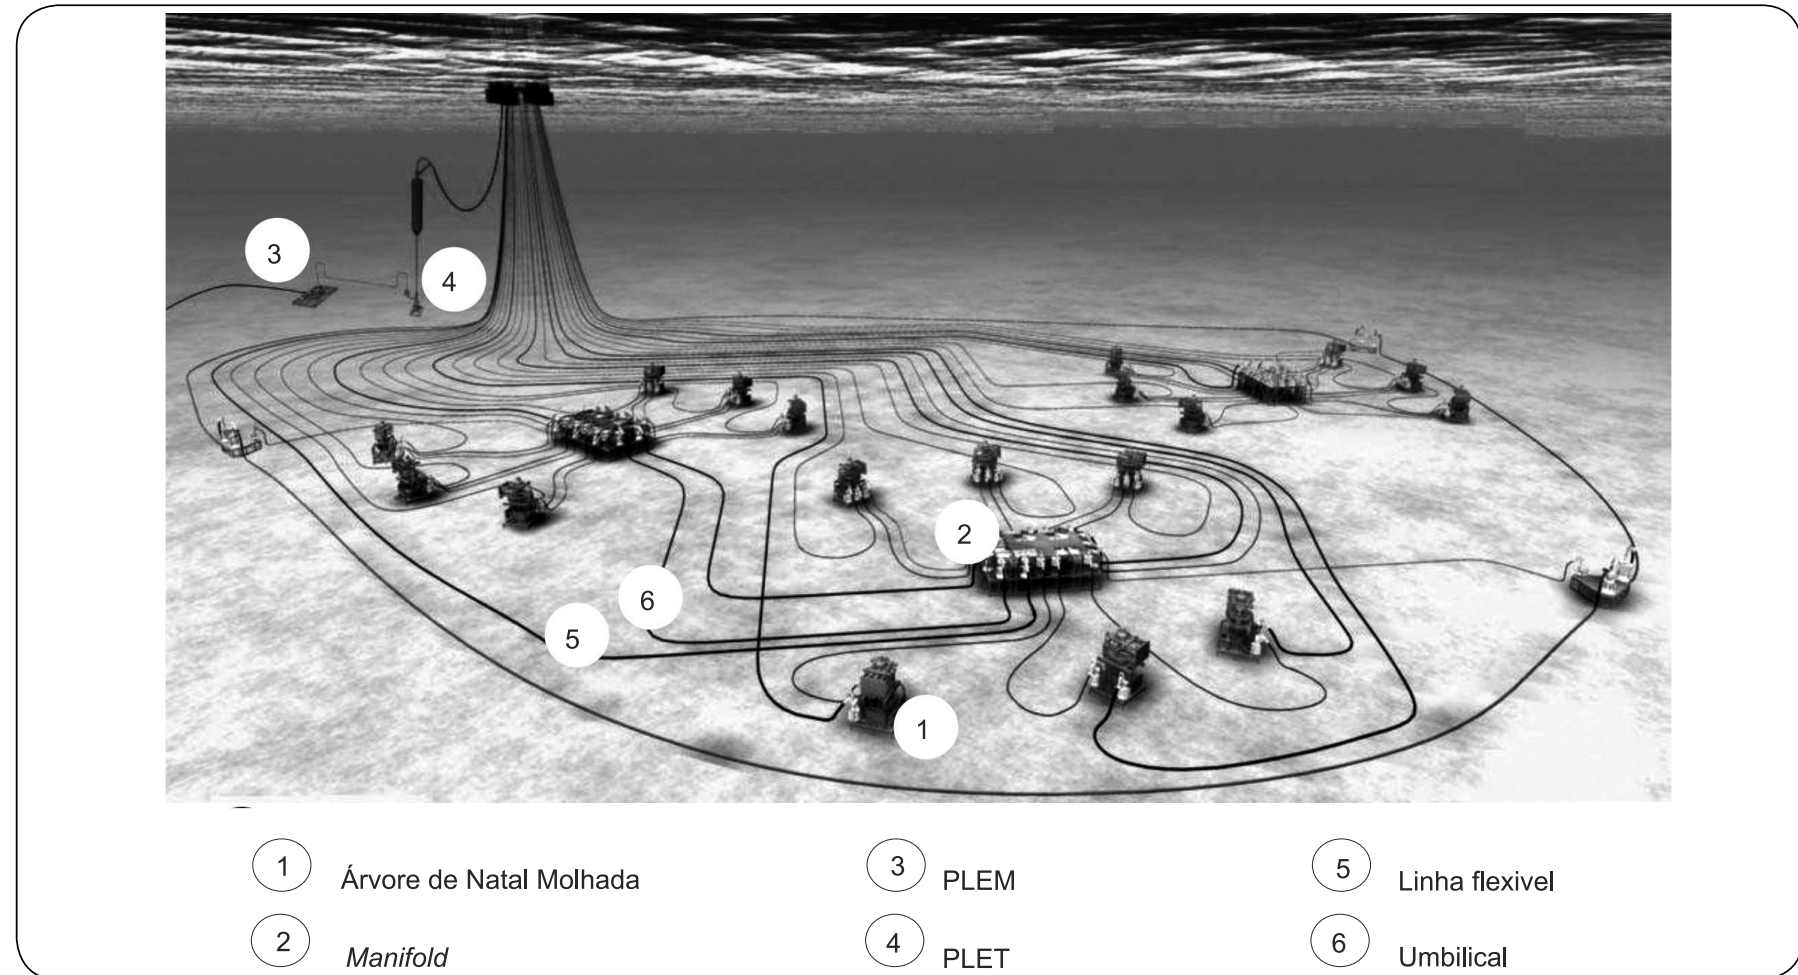 3
4
2
6
5
1
1 Árvore de Natal Molhada
3 PLEM
5 Linha flexivel
2 Manifold
4 PLET
6 Umbilical